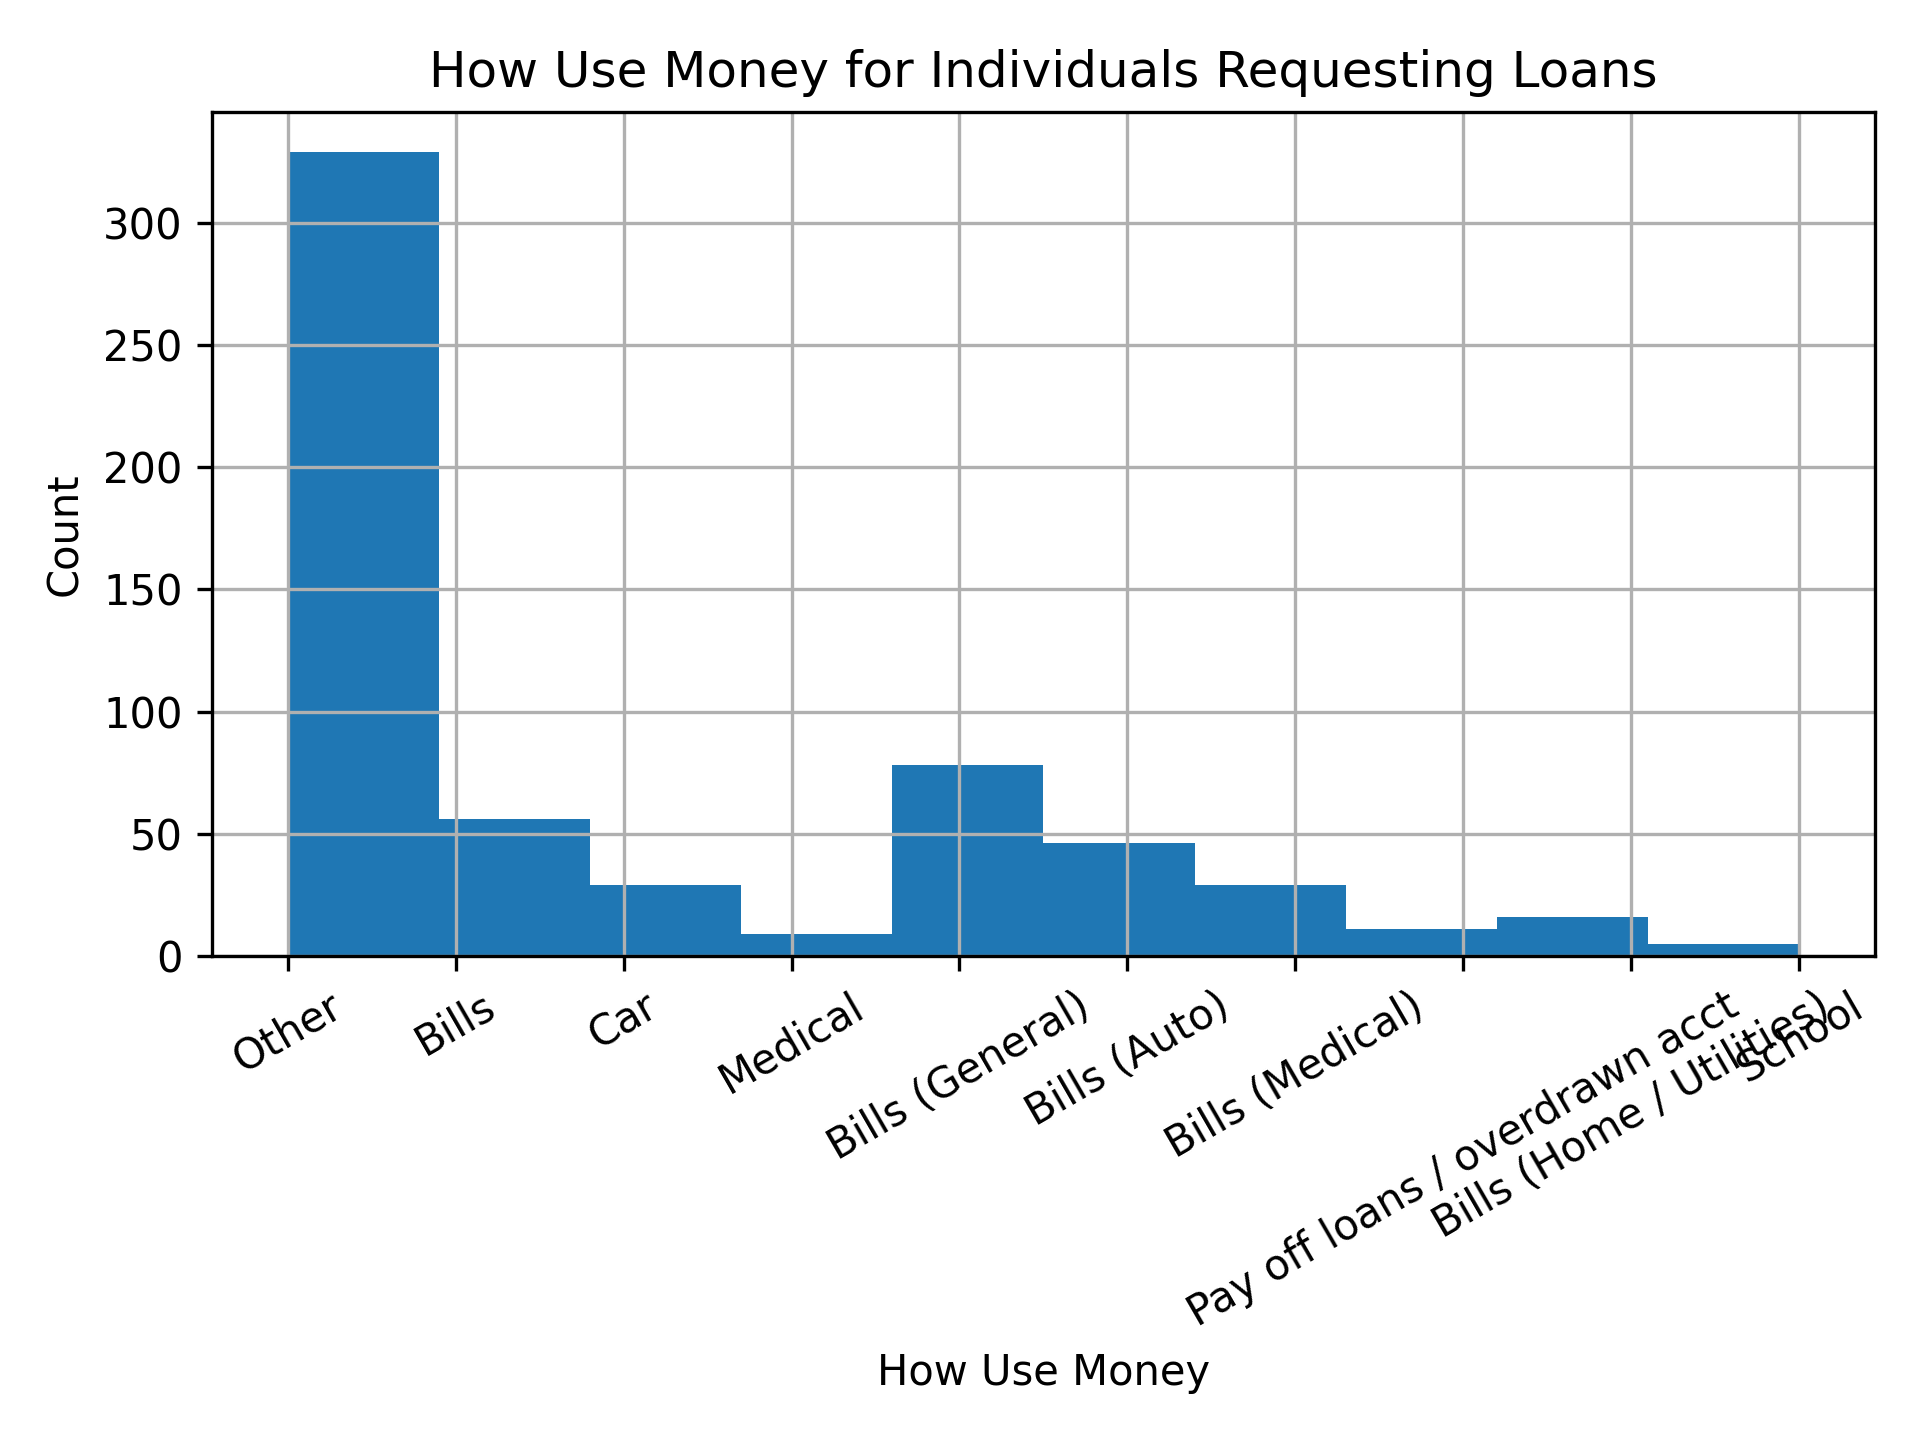 How Use Money for Individuals Requesting Loans
Count
300
250
200
150
100
50
0
Other
Bills
Car
Medical
Bills (General)
Bills (Auto)
Bills (Medical)
Pay off loans / overdrawn acct
Bills (Home / Utilities)
School
How Use Money